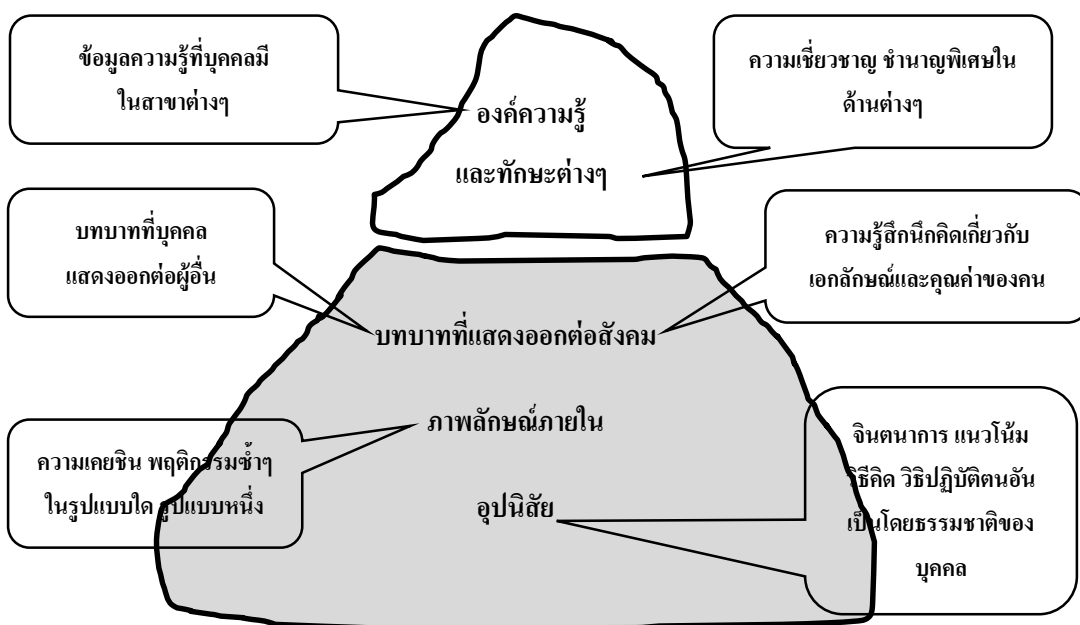 ข้อมูลความรู้ที่บุคคลมี
ในสาขาต่างๆ
ความเชี่ยวชาญ ชำนาญพิเศษใน
ด้านต่างๆ
องค์ความรู้
และทักษะต่างๆ
บทบาทที่บุคคล
แสดงออกต่อผู้อื่น
ความรู้สึกนึกคิดเกี่ยวกับ
เอกลักษณ์และคุณค่าของคน
บทบาทที่แสดงออกต่อสังคม
ภาพลักษณ์ภายใน
อุปนิสัย
ความเคยชิน พฤติกรรมซ้ำๆ
ในรูปแบบใด รูปแบบหนึ่ง
จินตนาการ แนวโน้ม
วิธีคิด วิธีปฏิบัติตนอัน
เป็นโดยธรรมชาติของ
บุคคล